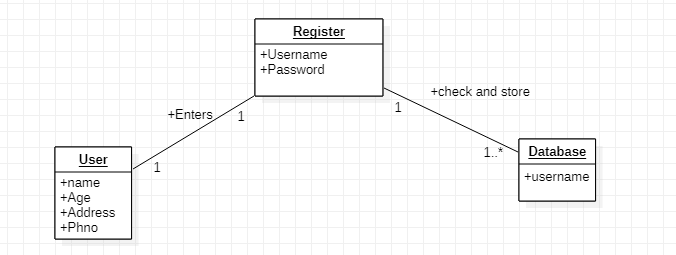 Register
+Username
+Password
+Enters
1
1
+check and store
1
1..*
User
+name
+Age
+Address
+Phno
Database
+username